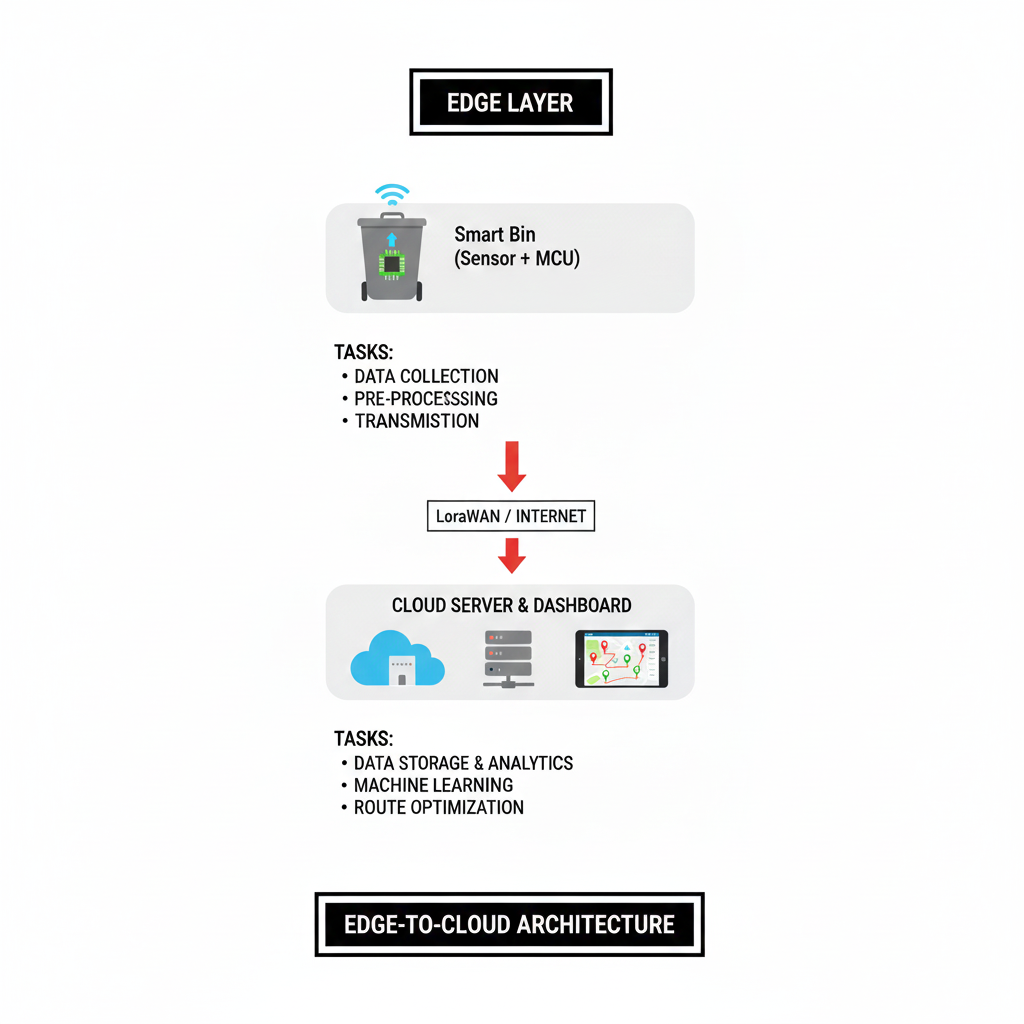 EDGE LAYER
Smart Bin
(Sensor + MCU)
TASKS:
• DATA COLLECTION
• PRE-PROCESSSING
• TRANSMISTION
LoraWAN / INTERNET
CLOUD SERVER & DASHBOARD
TASKS:
• DATA STORAGE & ANALYTICS
• MACHINE LEARNING
• ROUTE OPTIMIZATION
EDGE-TO-CLOUD ARCHITECTURE